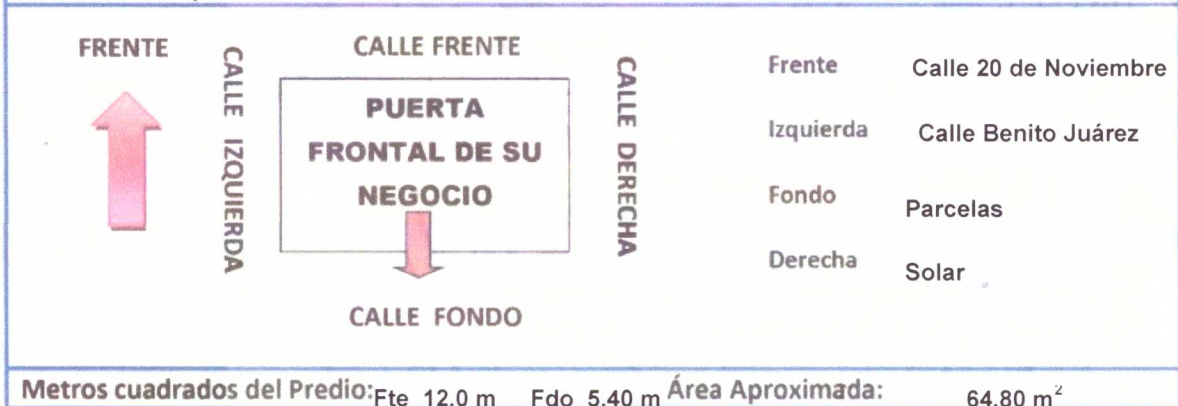 FRENTE
CALLE IZQUIERDA
CALLE FRENTE
PUERTA
FRONTAL DE SU
NEGOCIO
CALLE DERECHA
CALLE FONDO
Frente Calle 20 de Noviembre
Izquierda Calle Benito Juárez
Fondo Parcelas
Derecha Solar
Metros cuadrados del Predio: Fte 12.0 m Fdo 5.40 m Área Aproximada: 64.80 m²